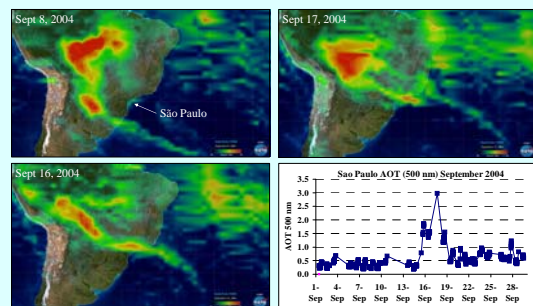 Sept 8, 2004
Sept 17, 2004
São Paulo
Sept 16, 2004
Sao Paulo AOT (500 nm) September 2004
AOT 500 nm
3.5
3.0
2.5
2.0
1.5
1.0
0.5
0.0
1- 4- 7- 10- 13- 16- 19- 22- 25- 28-
Sep Sep Sep Sep Sep Sep Sep Sep Sep Sep